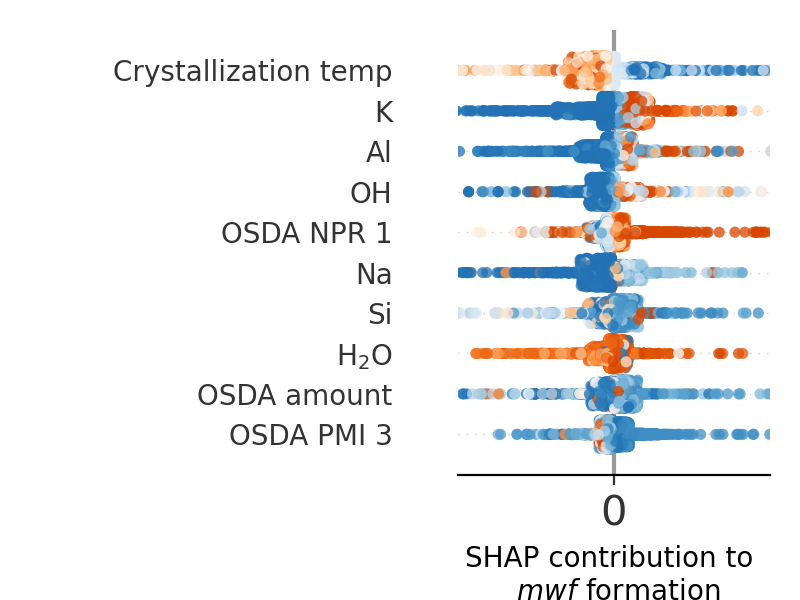 Crystallization temp
K
Al
OH
OSDA NPR 1
Na
Si
H₂O
OSDA amount
OSDA PMI 3
0
SHAP contribution to
mwf formation